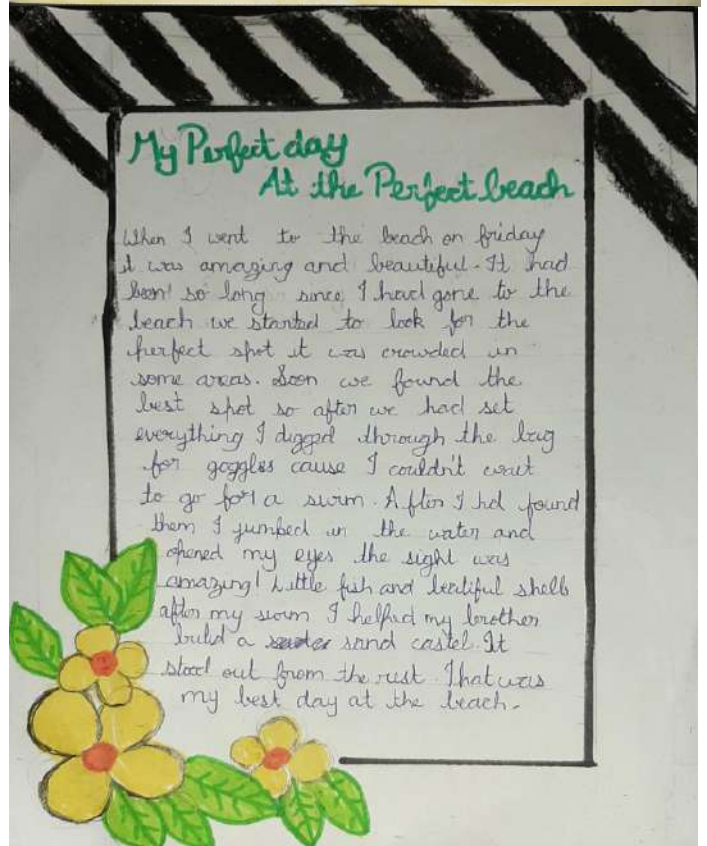 My Perfect day
At the Perfect beach
When I went to the beach on friday
it was amazing and beautiful. It had
been so long since I had gone to the
beach we started to look for the
perfect spot it was crowded in
some areas. Soon we found the
best spot so after we had set
everything I digged through the bag
for goggles cause I couldn't wait
to go for a swim. After I had found
them I jumbed in the water and
opened my eyes the sight was
amazing! Little fish and beatiful shells
after my swim I helped my brother
build a sand castel. It
stood out from the rust. That was
my best day at the beach.